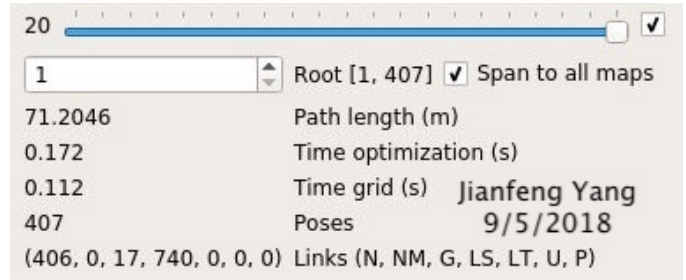 20
1 Root [1, 407] Span to all maps
71.2046 Path length (m)
0.172 Time optimization (s)
0.112 Time grid (s) Jianfeng Yang
407 Poses 9/5/2018
(406, 0, 17, 740, 0, 0, 0) Links (N, NM, G, LS, LT, U, P)